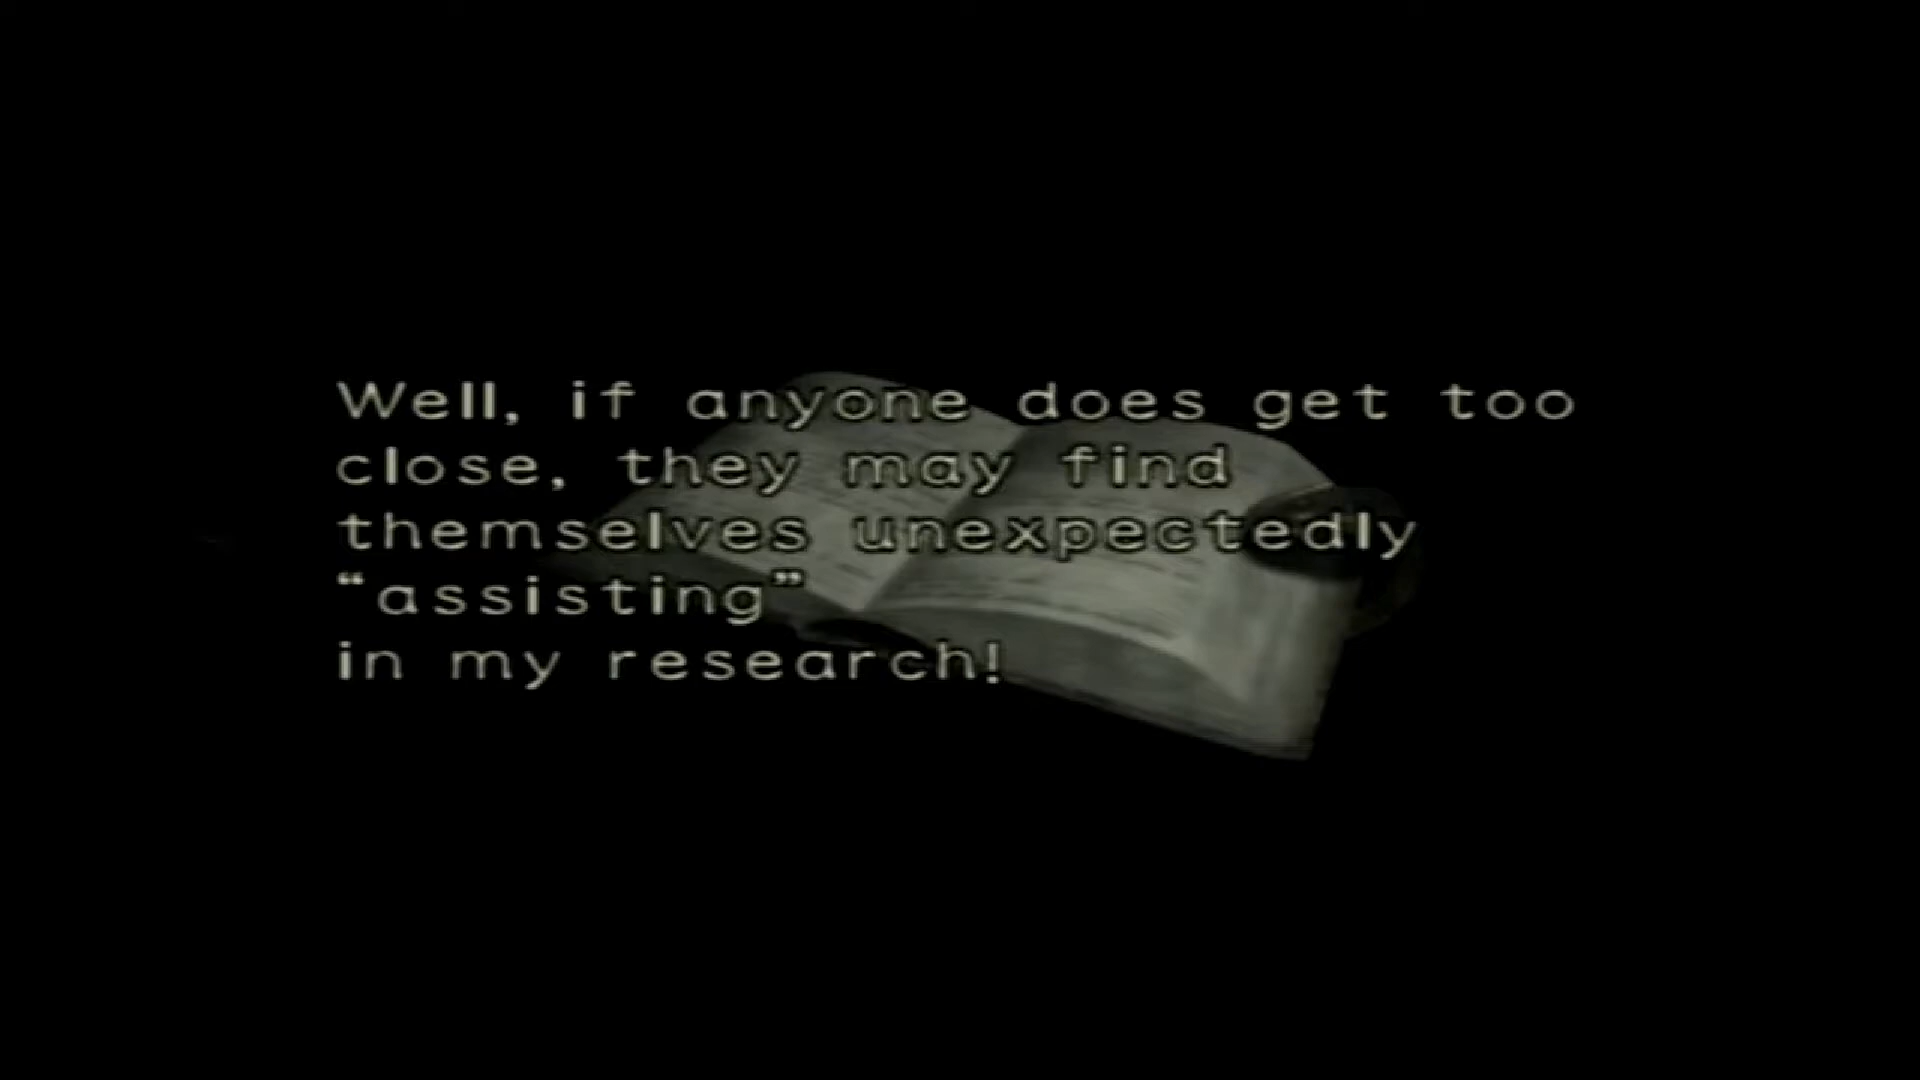 Well, if anyone does get too
close, they may find
themselves unexpectedly
“assisting”
in my research!